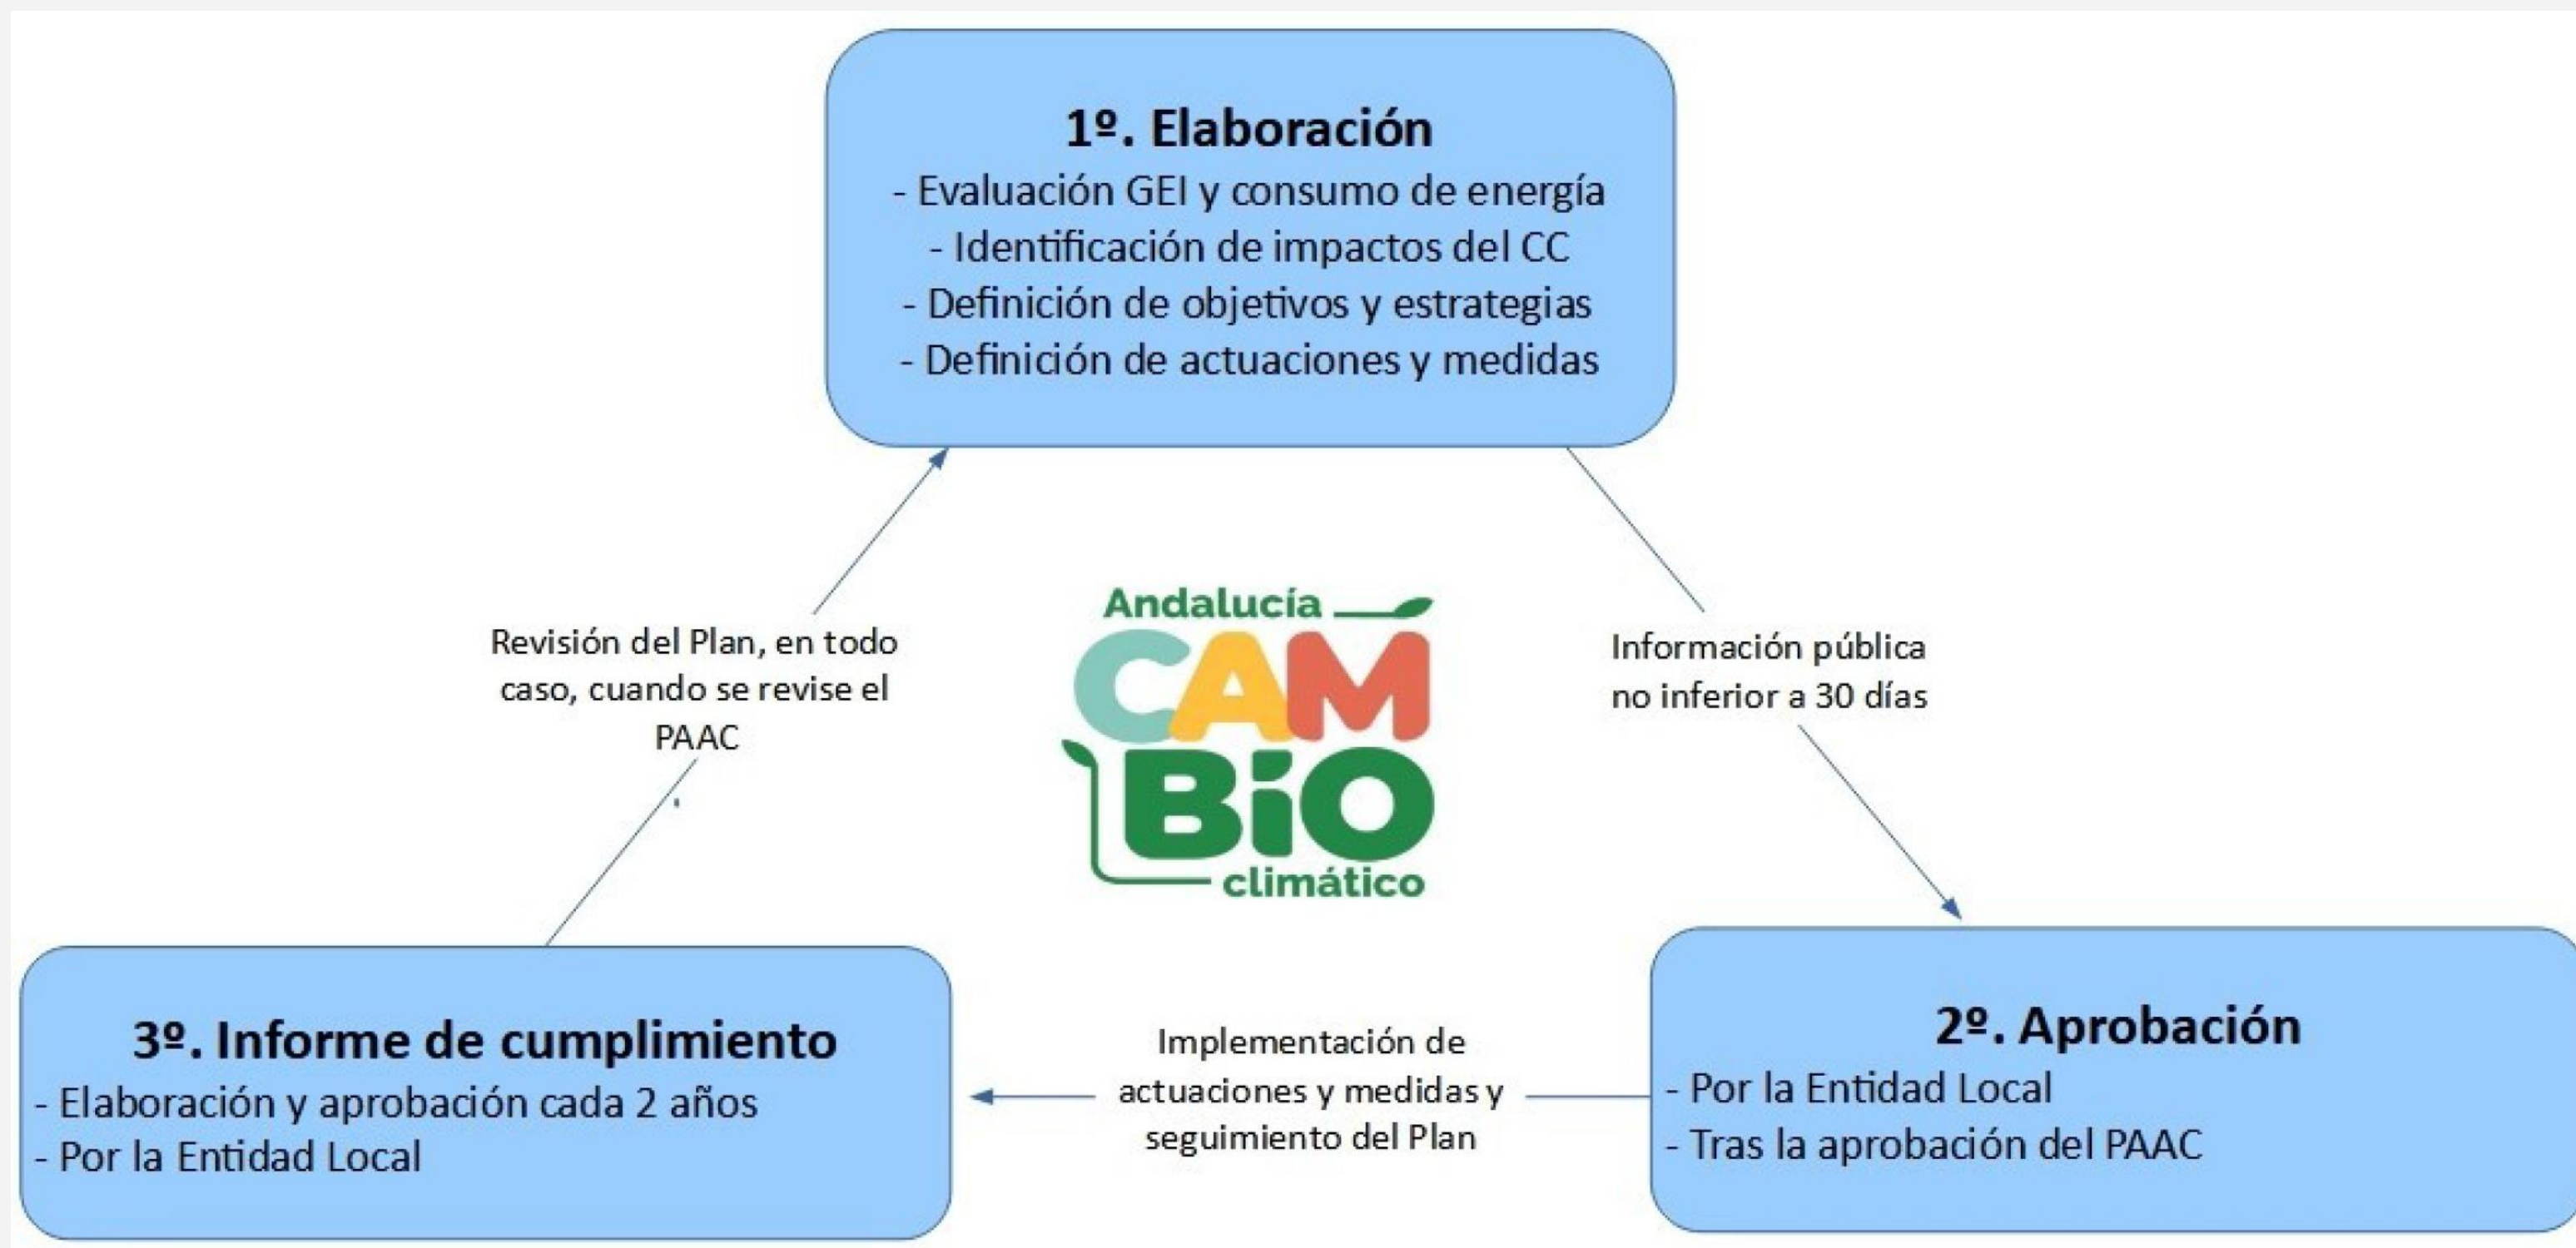 1º. Elaboración
- Evaluación GEI y consumo de energía
- Identificación de impactos del CC
- Definición de objetivos y estrategias
- Definición de actuaciones y medidas
Revisión del Plan, en todo
caso, cuando se revise el
PAAC
Andalucía
CAM
BiO
climático
Información pública
no inferior a 30 días
3º. Informe de cumplimiento
- Elaboración y aprobación cada 2 años
- Por la Entidad Local
Implementación de
actuaciones y medidas y
seguimiento del Plan
2º. Aprobación
- Por la Entidad Local
- Tras la aprobación del PAAC